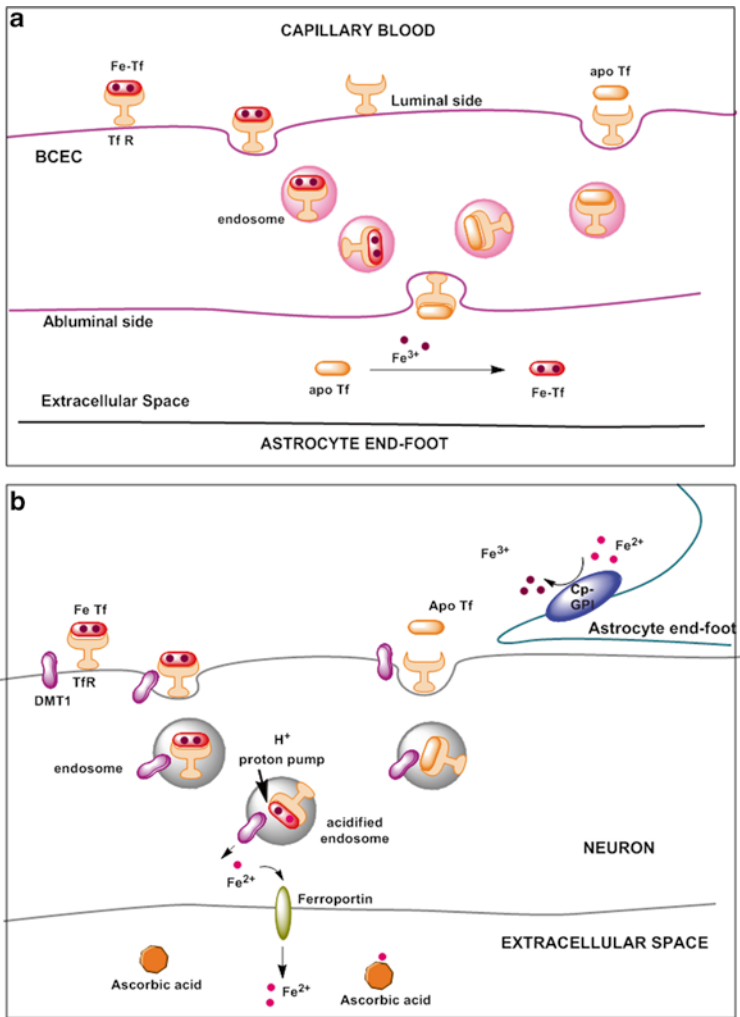 a
CAPILLARY BLOOD
Fe-Tf
apo Tf
Luminal side
Tf R
BCEC
endosome
Abluminal side
Fe3+
apo Tf
Fe-Tf
Extracellular Space
ASTROCYTE END-FOOT
b
Fe3+
Fe2+
Cp-
GPI
Fe Tf
Apo Tf
Astrocyte end-foot
TfR
DMT1
H+
proton pump
endosome
acidified
endosome
NEURON
Fe2+
Ferroportin
EXTRACELLULAR SPACE
Ascorbic acid
Fe2+
Ascorbic acid